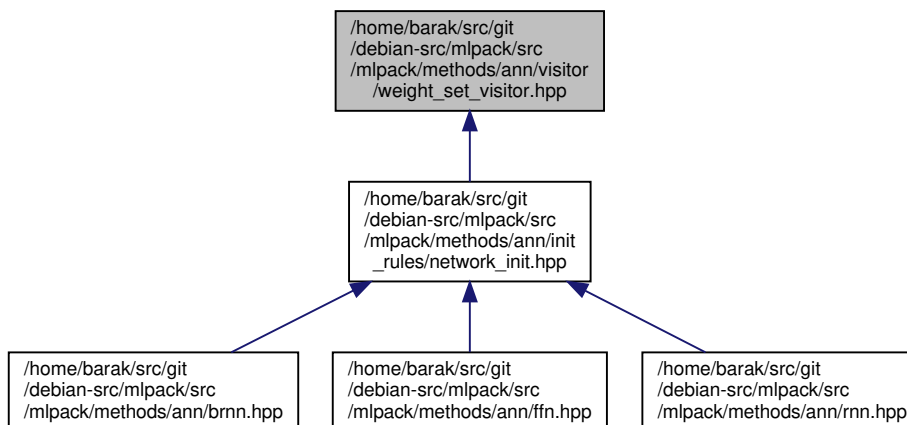 /home/barak/src/git
/debian-src/mlpack/src
/mlpack/methods/ann/visitor
/weight_set_visitor.hpp
/home/barak/src/git
/debian-src/mlpack/src
/mlpack/methods/ann/init
_rules/network_init.hpp
/home/barak/src/git
/debian-src/mlpack/src
/mlpack/methods/ann/brnn.hpp
/home/barak/src/git
/debian-src/mlpack/src
/mlpack/methods/ann/ffn.hpp
/home/barak/src/git
/debian-src/mlpack/src
/mlpack/methods/ann/rnn.hpp